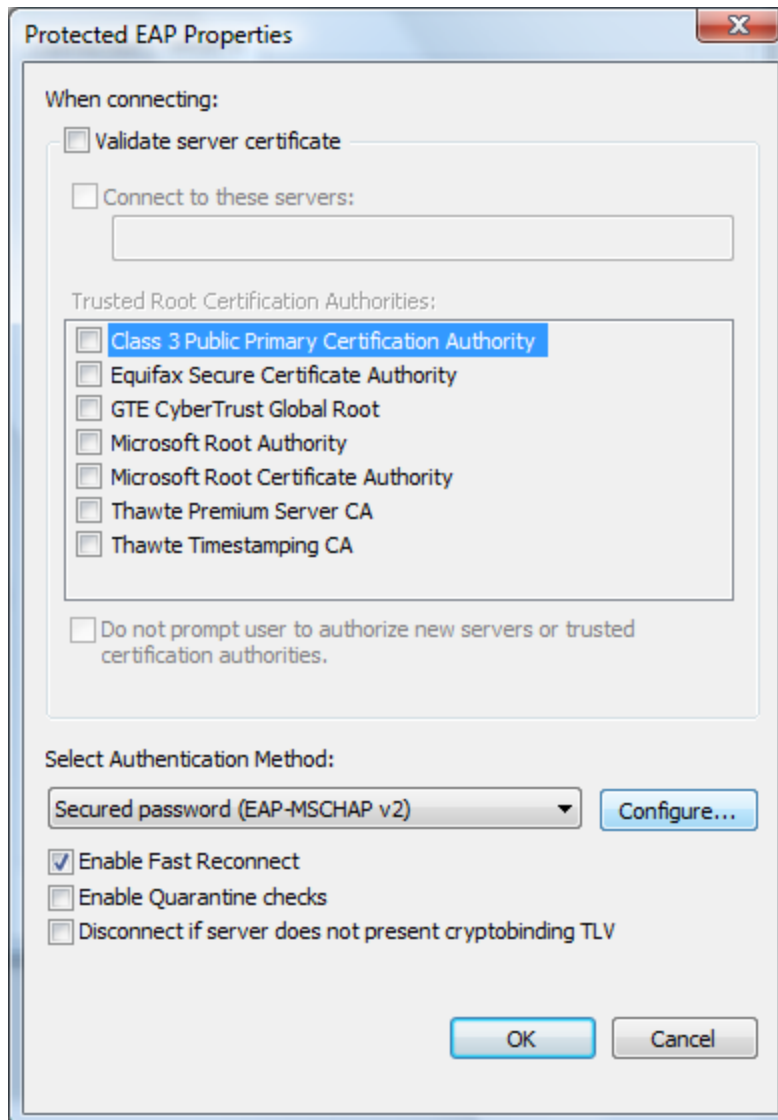 Protected EAP Properties
When connecting:
Validate server certificate
Connect to these servers:
Trusted Root Certification Authorities:
Class 3 Public Primary Certification Authority
Equifax Secure Certificate Authority
GTE CyberTrust Global Root
Microsoft Root Authority
Microsoft Root Certificate Authority
Thawte Premium Server CA
Thawte Timestamping CA
Do not prompt user to authorize new servers or trusted
certification authorities.
Select Authentication Method:
Secured password (EAP-MSCHAP v2)
Configure...
Enable Fast Reconnect
Enable Quarantine checks
Disconnect if server does not present cryptobinding TLV
OK
Cancel